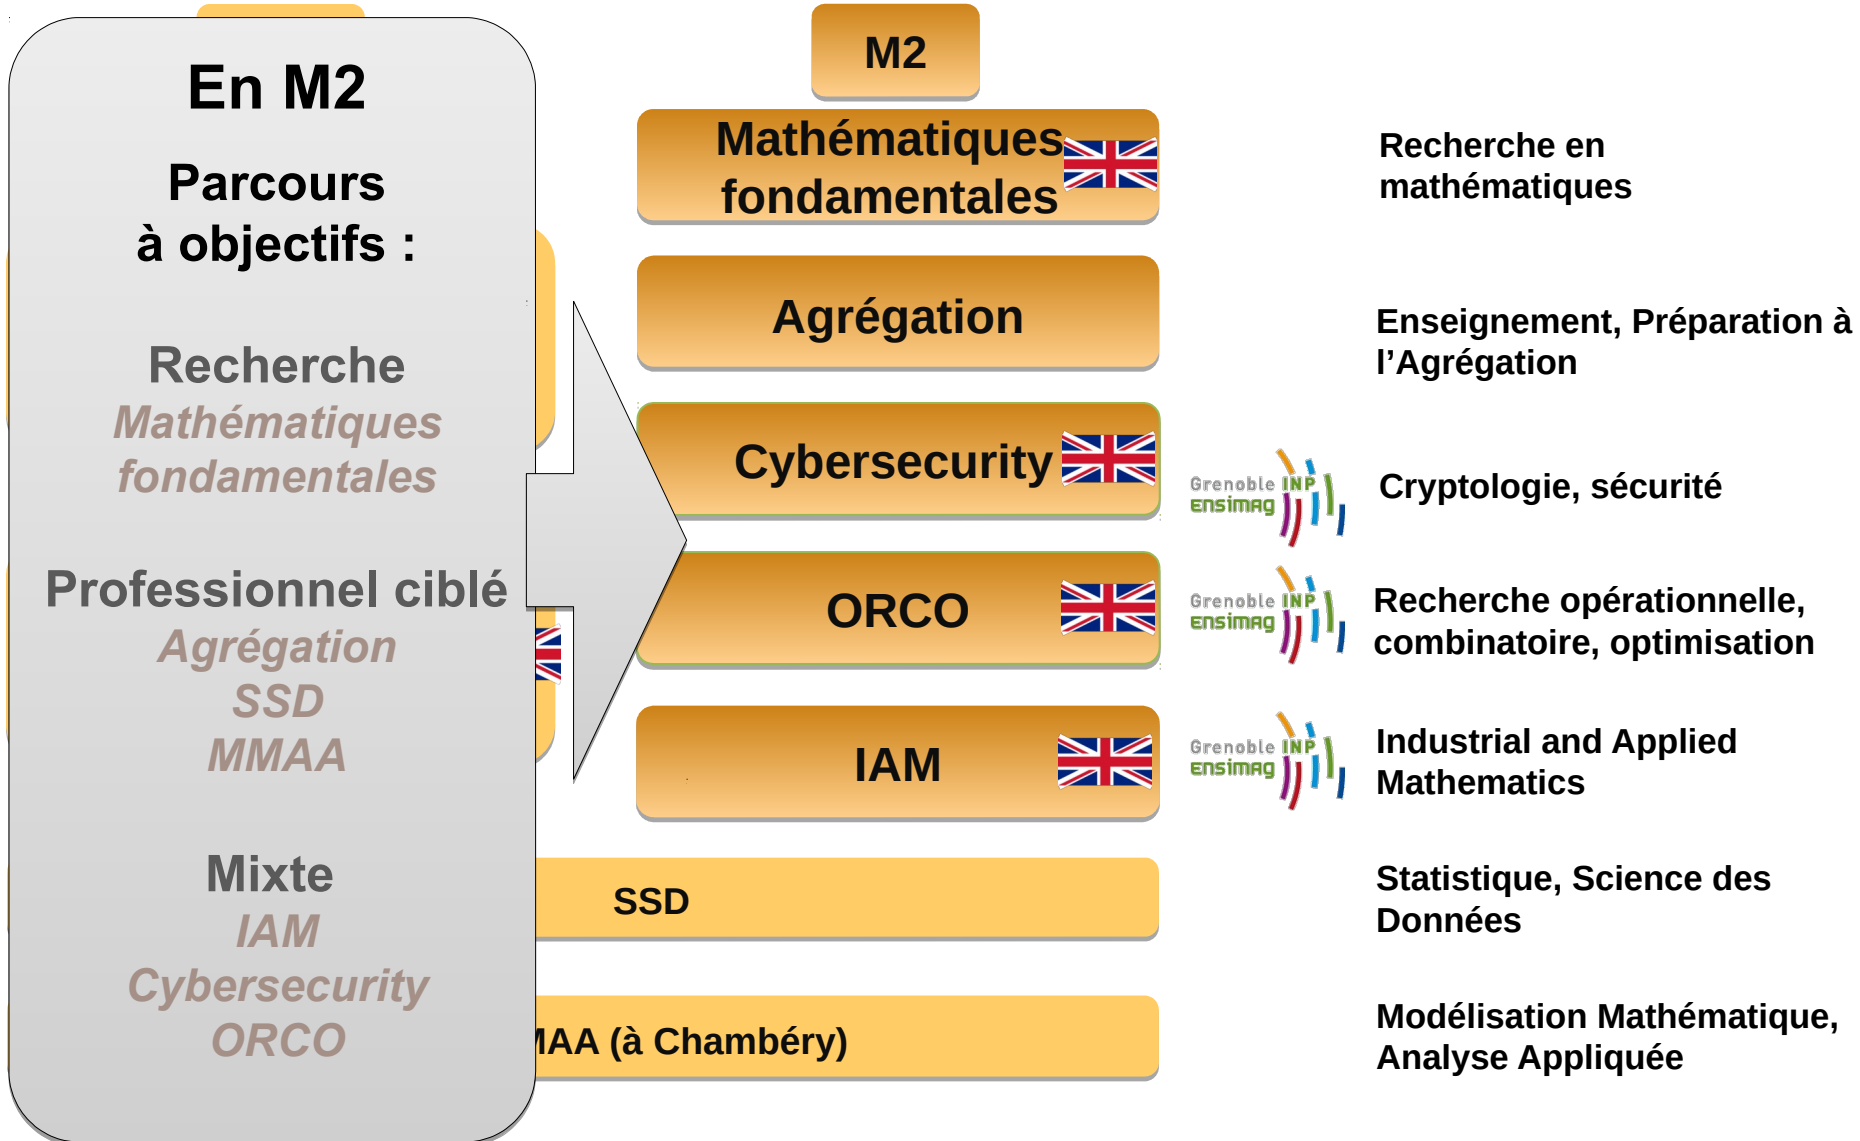 En M2
Parcours
à objectifs :
Recherche
Mathématiques
fondamentales
Professionnel ciblé
Agrégation
SSD
MMAA
Mixte
IAM
Cybersecurity
ORCO
M2
Mathématiques
fondamentales
Recherche en
mathématiques
Agrégation
Enseignement, Préparation à
l’Agrégation
Cybersecurity
Grenoble INP
Ensimag
Cryptologie, sécurité
ORCO
Grenoble INP
Ensimag
Recherche opérationnelle,
combinatoire, optimisation
IAM
Grenoble INP
Ensimag
Industrial and Applied
Mathematics
SSD
Statistique, Science des
Données
MAA (à Chambéry)
Modélisation Mathématique,
Analyse Appliquée